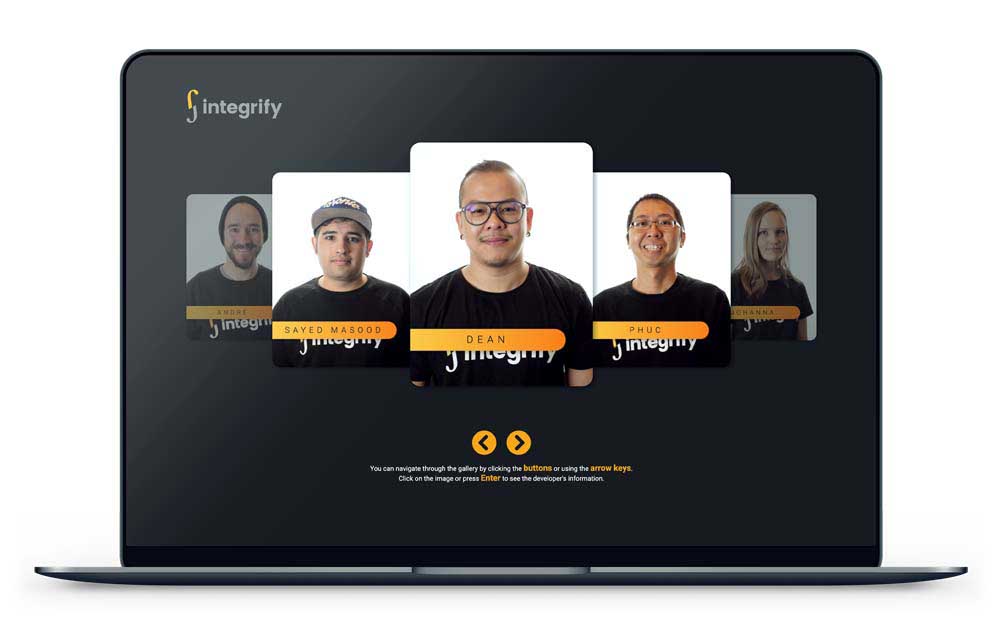 integrify
ANDRÉ
SAYED MASOOD
DEAN
PHUC
JOHANNA
integrify
integrify
integrify
integrify
You can navigate through the gallery by clicking the buttons or using the arrow keys.
Click on the image or press Enter to see the developer's information.